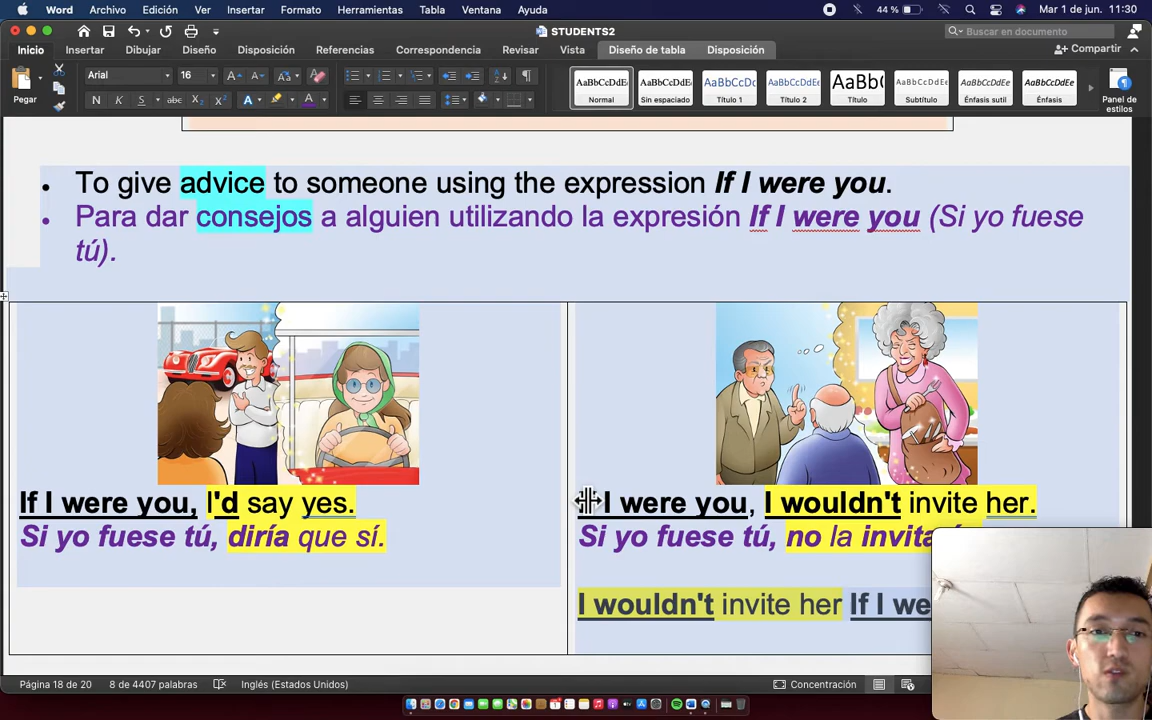 Word Archivo Edición Ver Insertar Formato Herramientas Tabla Ventana Ayuda 44 % Mar 1 de jun. 11:30
STUDENTS2 Buscar en documento
Inicio Insertar Dibujar Diseño Disposición Referencias Correspondencia Revisar Vista Diseño de tabla Disposición Compartir
Arial 16 AaBbCcDdEe AaBbCcDdEe AaBbCcDd AaBbCcDdE AaBbC AaBbCcDdE AaBbCcDdEe AaBbCcDdEe
Pegar N K S abc X2 X2 A A Normal Sin espaciado Título 1 Título 2 Título Subtítulo Énfasis sutil Énfasis Panel de estilos
• To give advice to someone using the expression If I were you.
• Para dar consejos a alguien utilizando la expresión If I were you (Si yo fuese
tú).
If I were you, I'd say yes.
Si yo fuese tú, diría que sí.
I were you, I wouldn't invite her.
Si yo fuese tú, no la
I wouldn't invite her If I
Página 18 de 20 8 de 4407 palabras Inglés (Estados Unidos) Concentración